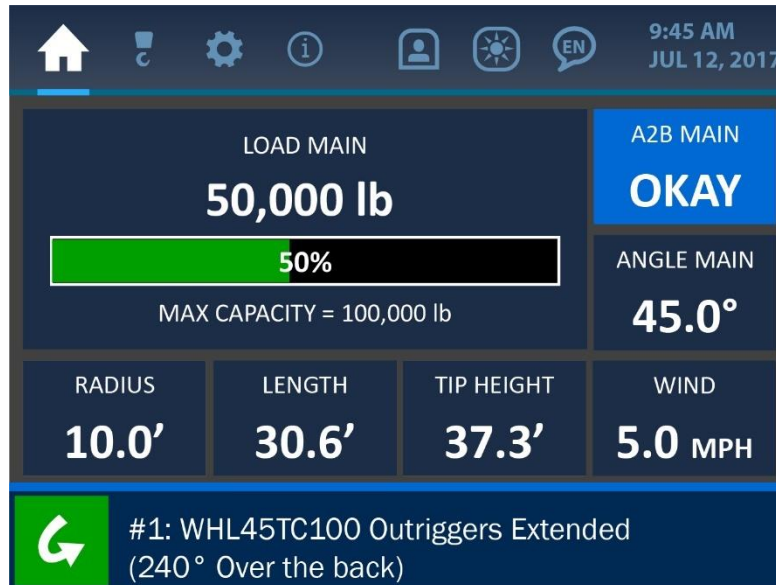 EN
9:45 AM
JUL 12, 2017
LOAD MAIN
50,000 lb
50%
MAX CAPACITY = 100,000 lb
A2B MAIN
OKAY
ANGLE MAIN
45.0°
RADIUS
10.0′
LENGTH
30.6′
TIP HEIGHT
37.3′
WIND
5.0 MPH
#1: WHL45TC100 Outriggers Extended
(240° Over the back)